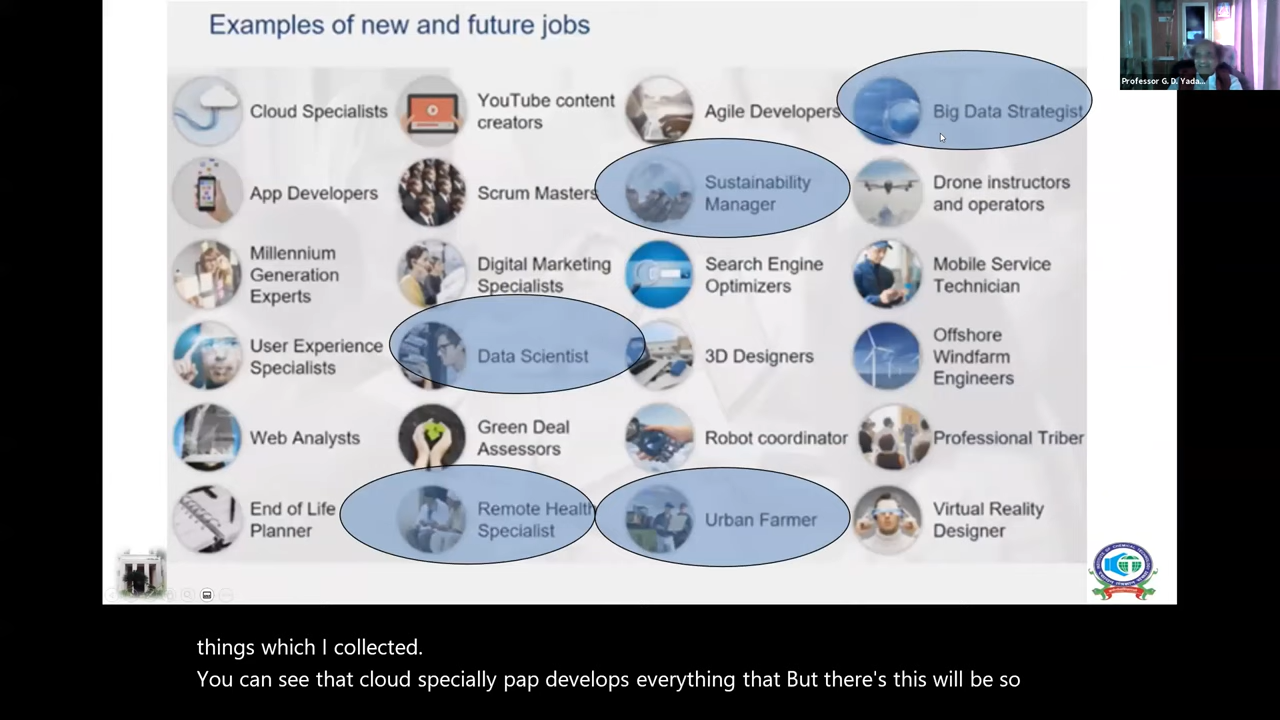 Examples of new and future jobs
Professor G. D. Yada...
Cloud Specialists
YouTube content
creators
Agile Developers
Big Data Strategist
App Developers
Scrum Masters
Sustainability
Manager
Drone instructors
and operators
Millennium
Generation
Experts
Digital Marketing
Specialists
Search Engine
Optimizers
Mobile Service
Technician
User Experience
Specialists
Data Scientist
3D Designers
Offshore
Windfarm
Engineers
Web Analysts
Green Deal
Assessors
Robot coordinator
Professional Triber
End of Life
Planner
Remote Health
Specialist
Urban Farmer
Virtual Reality
Designer
things which I collected.
You can see that cloud specially pap develops everything that But there's this will be so